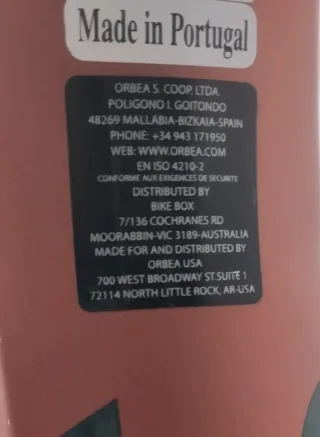 Made in Portugal
ORBEA S. COOP. LTDA.
POLIGONO I. GOITONDO
48269 MALLABIA-BIZKAIA-SPAIN
PHONE: +34 943 171950
WEB: WWW.ORBEA.COM
EN ISO 4210-2
CONFORME AUX EXIGENCES DE SECURITE
DISTRIBUTED BY
BIKE BOX
7/136 COCHRANES RD
MOORABBIN-VIC 3189-AUSTRALIA
MADE FOR AND DISTRIBUTED BY
ORBEA USA
700 WEST BROADWAY ST.SUITE 1
72114 NORTH LITTLE ROCK, AR-USA